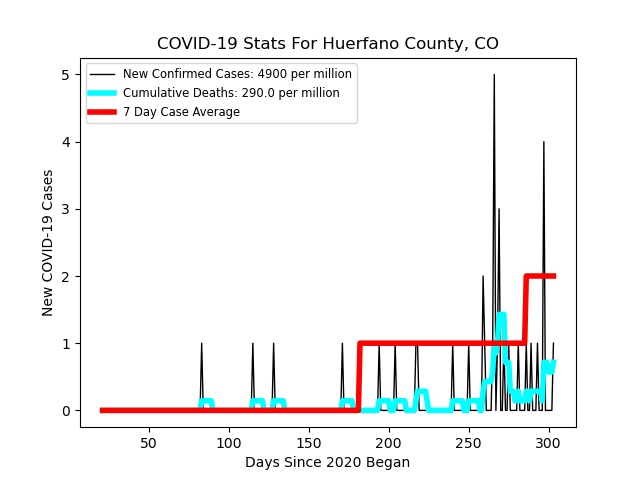 COVID-19 Stats For Huerfano County, CO
New Confirmed Cases: 4900 per million
Cumulative Deaths: 290.0 per million
7 Day Case Average
New COVID-19 Cases
5
4
3
2
1
0
50 100 150 200 250 300
Days Since 2020 Began